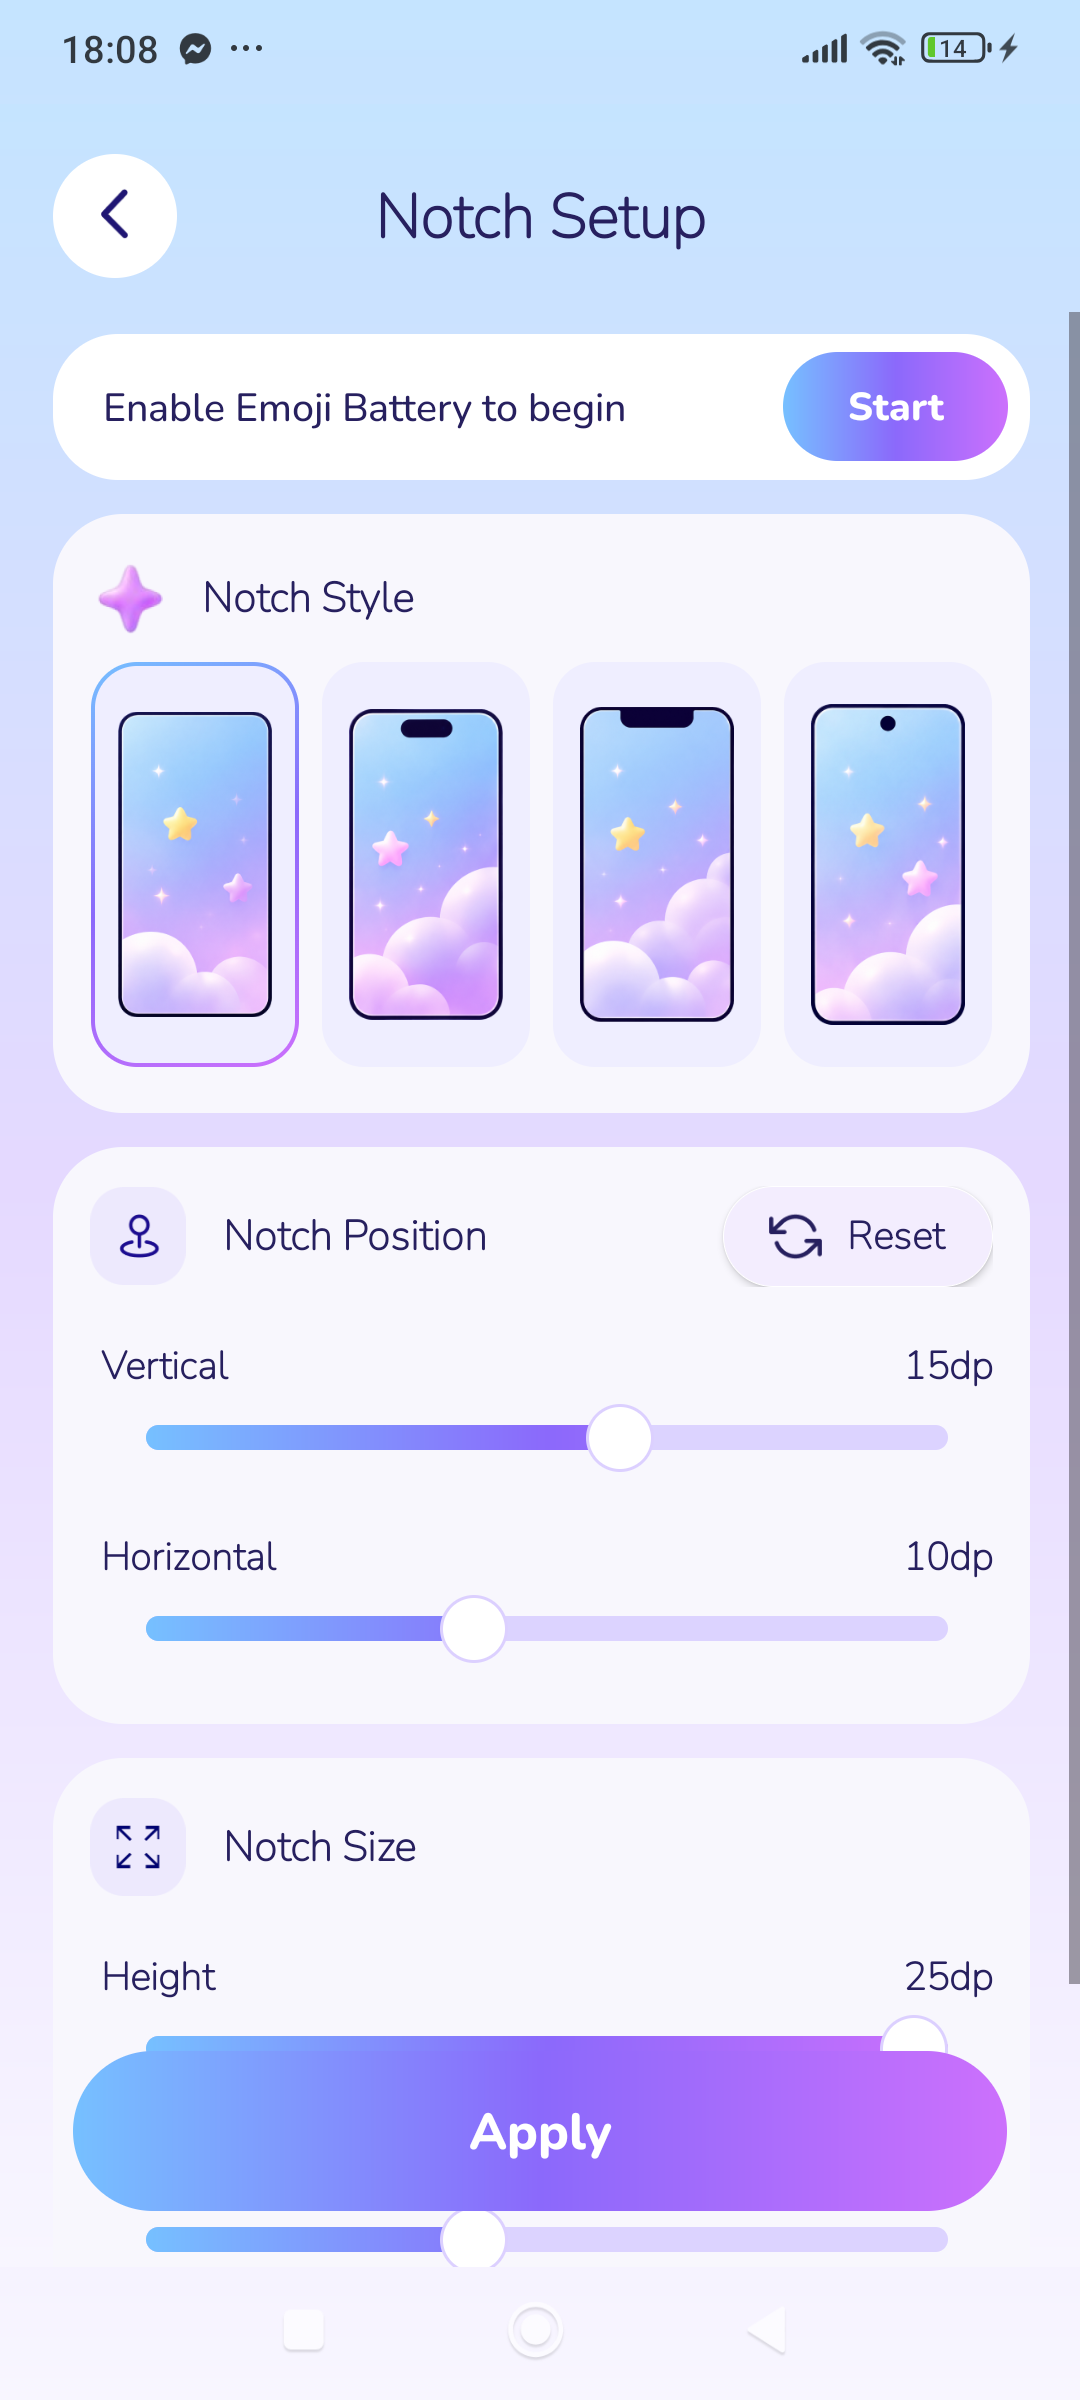 18:08
14
Notch Setup
Enable Emoji Battery to begin
Start
Notch Style
Notch Position
Reset
Vertical
15dp
Horizontal
10dp
Notch Size
Height
25dp
Apply